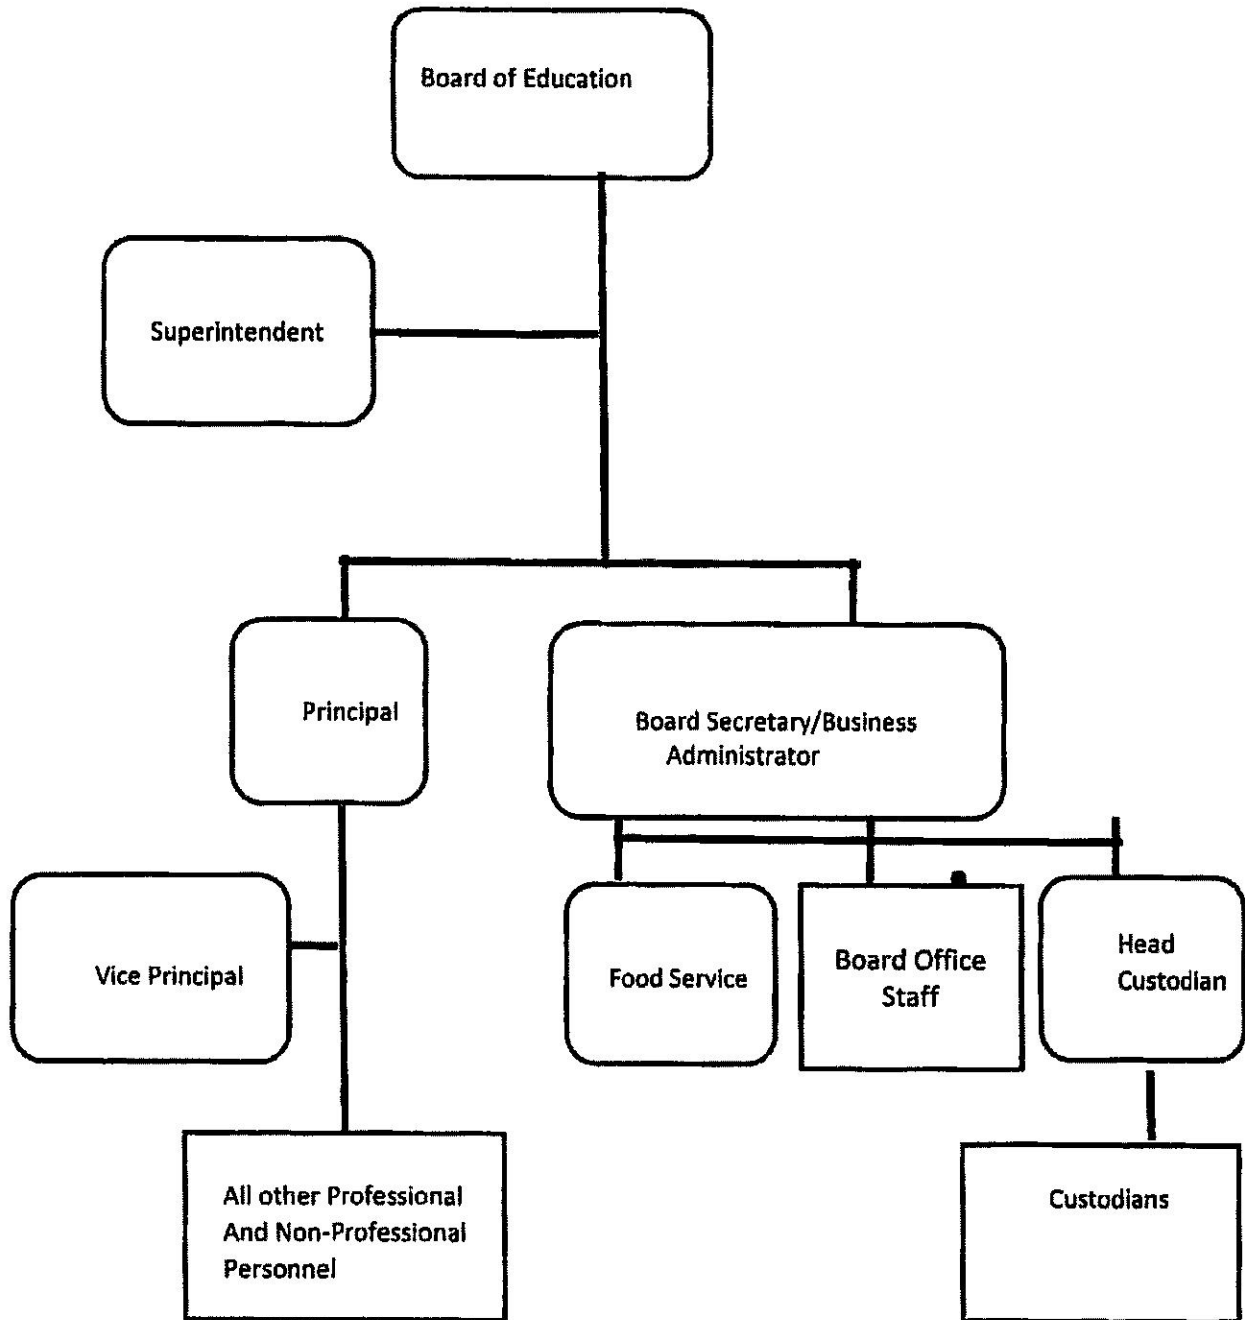 Board of Education
Superintendent
Principal
Board Secretary/Business
Administrator
Vice Principal
Food Service
Board Office
Staff
Head
Custodian
All other Professional
And Non-Professional
Personnel
Custodians